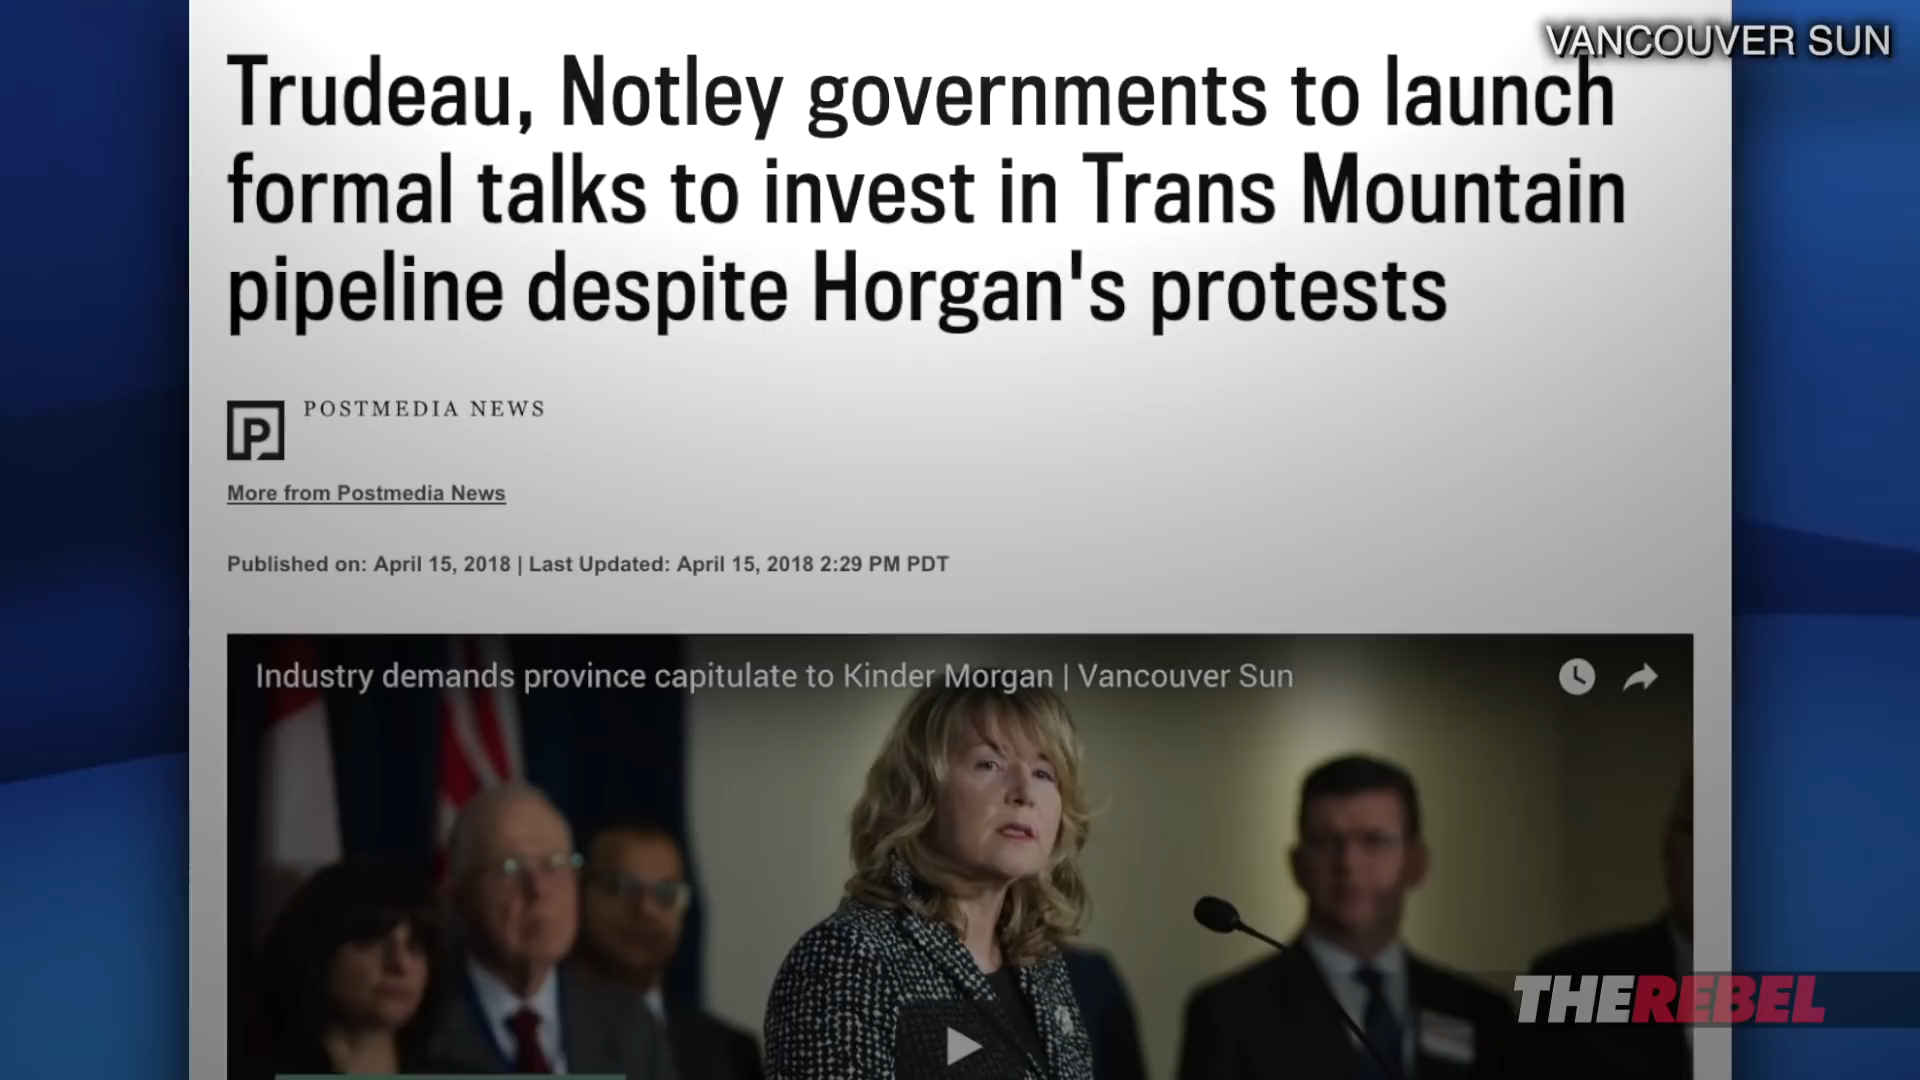 VANCOUVER SUN
Trudeau, Notley governments to launch
formal talks to invest in Trans Mountain
pipeline despite Horgan's protests
P
POSTMEDIA NEWS
More from Postmedia News
Published on: April 15, 2018 | Last Updated: April 15, 2018 2:29 PM PDT
Industry demands province capitulate to Kinder Morgan | Vancouver Sun
THEREBEL